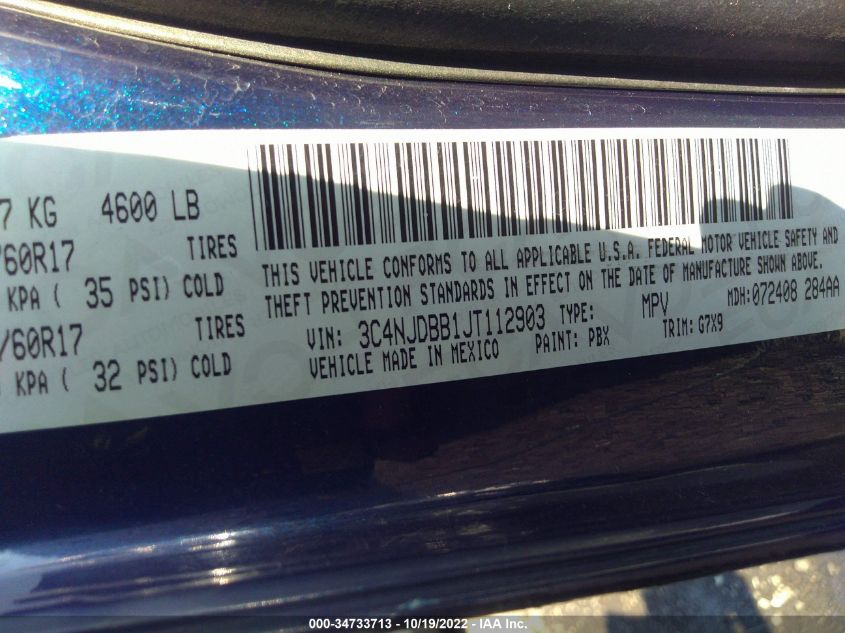 7 KG 4600 LB
/60R17 TIRES
KPA ( 35 PSI) COLD
/60R17 TIRES
KPA ( 32 PSI) COLD
THIS VEHICLE CONFORMS TO ALL APPLICABLE U.S.A. FEDERAL MOTOR VEHICLE SAFETY AND
THEFT PREVENTION STANDARDS IN EFFECT ON THE DATE OF MANUFACTURE SHOWN ABOVE.
VIN: 3C4NJDBB1JT112903 TYPE: MPV MDH: 072408 284AA
VEHICLE MADE IN MEXICO PAINT: PBX TRIM: G7X9
000-34733713 - 10/19/2022 - IAA Inc.